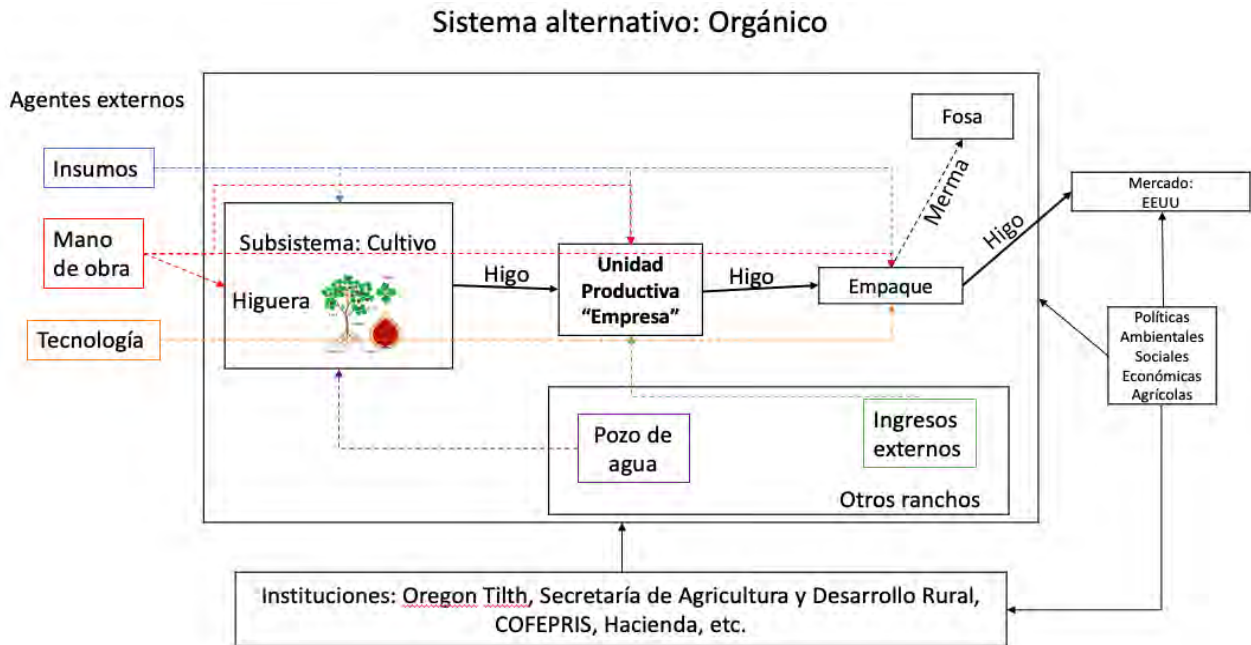 Sistema alternativo: Orgánico
Agentes externos
Fosa
Insumos
Merma
Mercado:
EEUU
Mano
de obra
Subsistema: Cultivo
Higo
Unidad
Productiva
“Empresa”
Higo
Empaque
Higo
Higuera
Tecnología
Políticas
Ambientales
Sociales
Económicas
Agrícolas
Pozo de
agua
Ingresos
externos
Otros ranchos
Instituciones: Oregon Tilth, Secretaría de Agricultura y Desarrollo Rural,
COFEPRIS, Hacienda, etc.